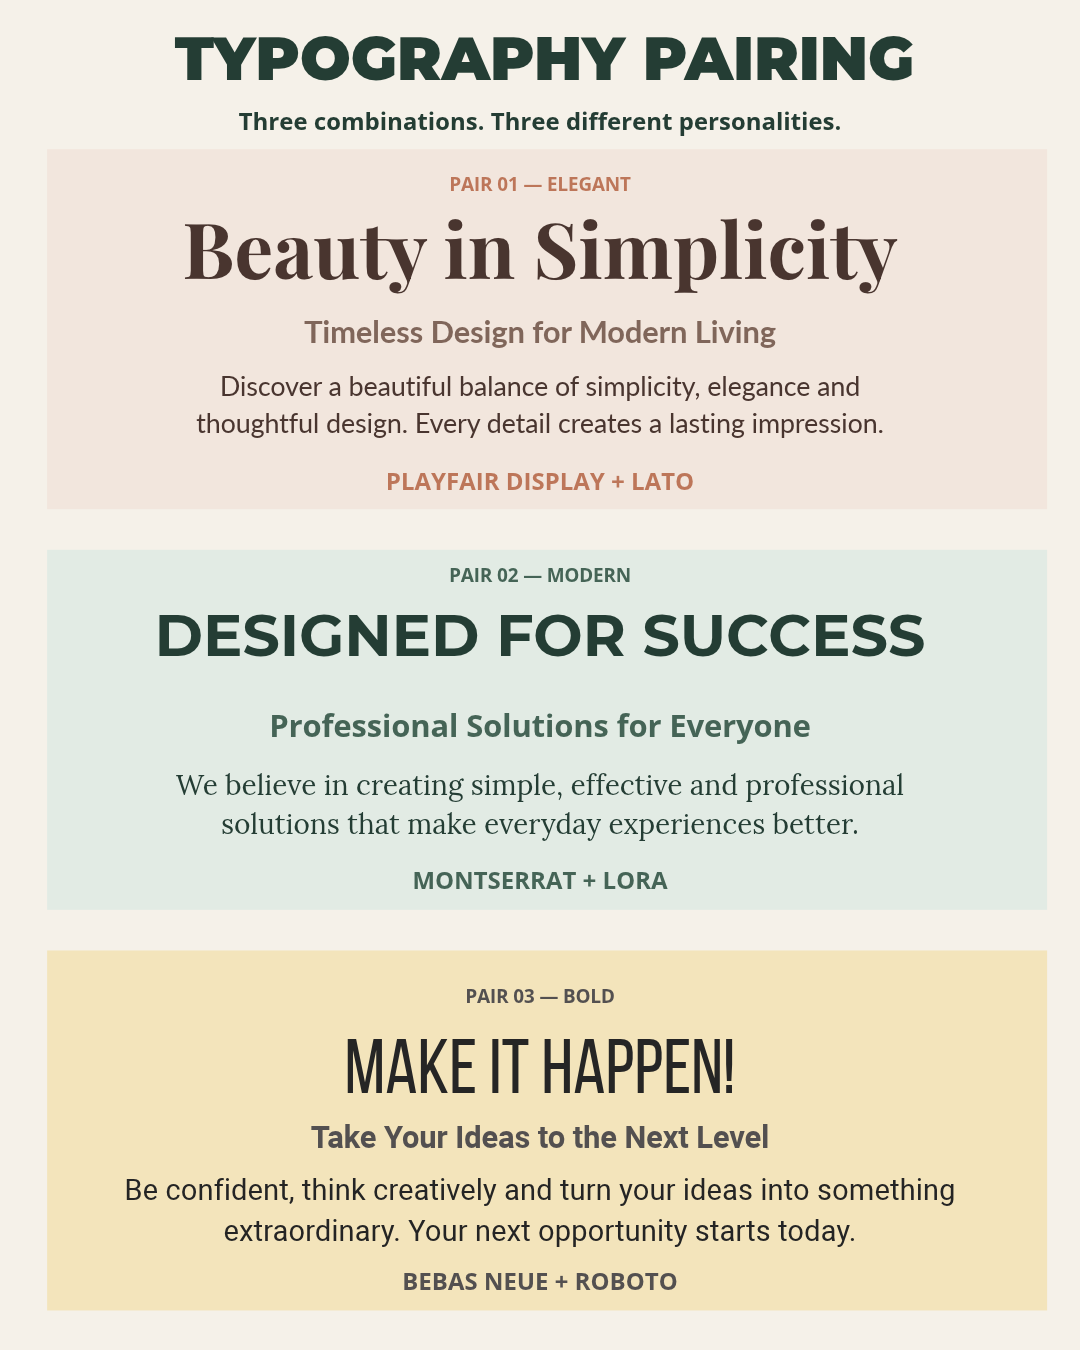 TYPOGRAPHY PAIRING
Three combinations. Three different personalities.
PAIR 01 — ELEGANT
Beauty in Simplicity
Timeless Design for Modern Living
Discover a beautiful balance of simplicity, elegance and
thoughtful design. Every detail creates a lasting impression.
PLAYFAIR DISPLAY + LATO
PAIR 02 — MODERN
DESIGNED FOR SUCCESS
Professional Solutions for Everyone
We believe in creating simple, effective and professional
solutions that make everyday experiences better.
MONTSERRAT + LORA
PAIR 03 — BOLD
MAKE IT HAPPEN!
Take Your Ideas to the Next Level
Be confident, think creatively and turn your ideas into something
extraordinary. Your next opportunity starts today.
BEBAS NEUE + ROBOTO